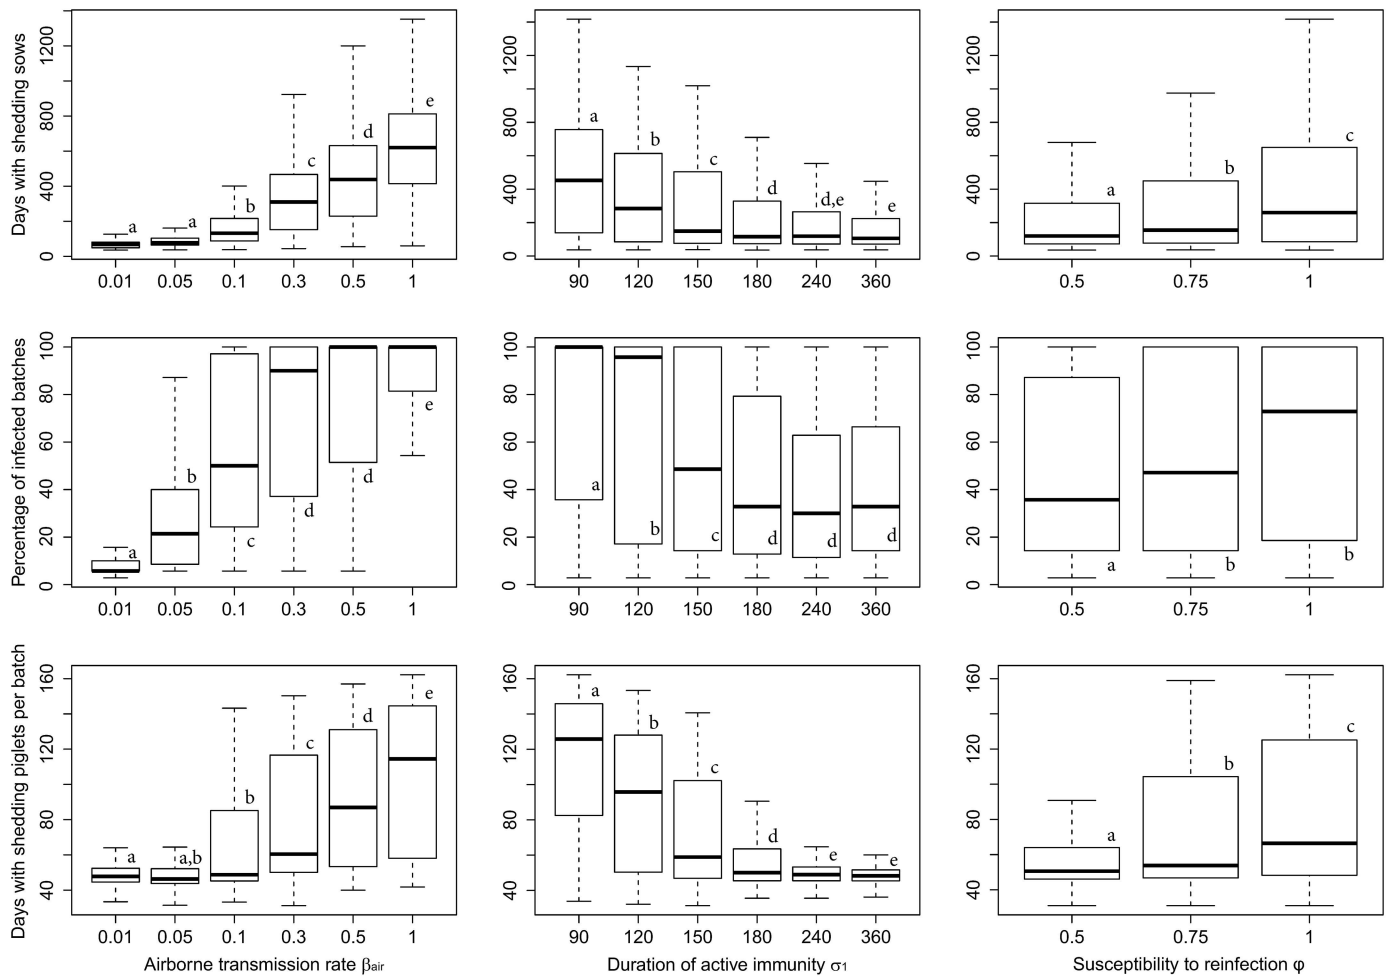 Days with shedding sows
0 400 800 1200
a a b c d e
0.01 0.05 0.1 0.3 0.5 1
0 400 800 1200
a b c d d,e e
90 120 150 180 240 360
0 400 800 1200
a b c
0.5 0.75 1
Percentage of infected batches
0 20 40 60 80 100
a b c d d e
0.01 0.05 0.1 0.3 0.5 1
0 20 40 60 80 100
a b c d d d
90 120 150 180 240 360
0 20 40 60 80 100
a b b
0.5 0.75 1
Days with shedding piglets per batch
40 80 120 160
a a,b b c d e
0.01 0.05 0.1 0.3 0.5 1
Airborne transmission rate βair
40 80 120 160
a b c d e e
90 120 150 180 240 360
Duration of active immunity σ1
40 80 120 160
a b c
0.5 0.75 1
Susceptibility to reinfection φ